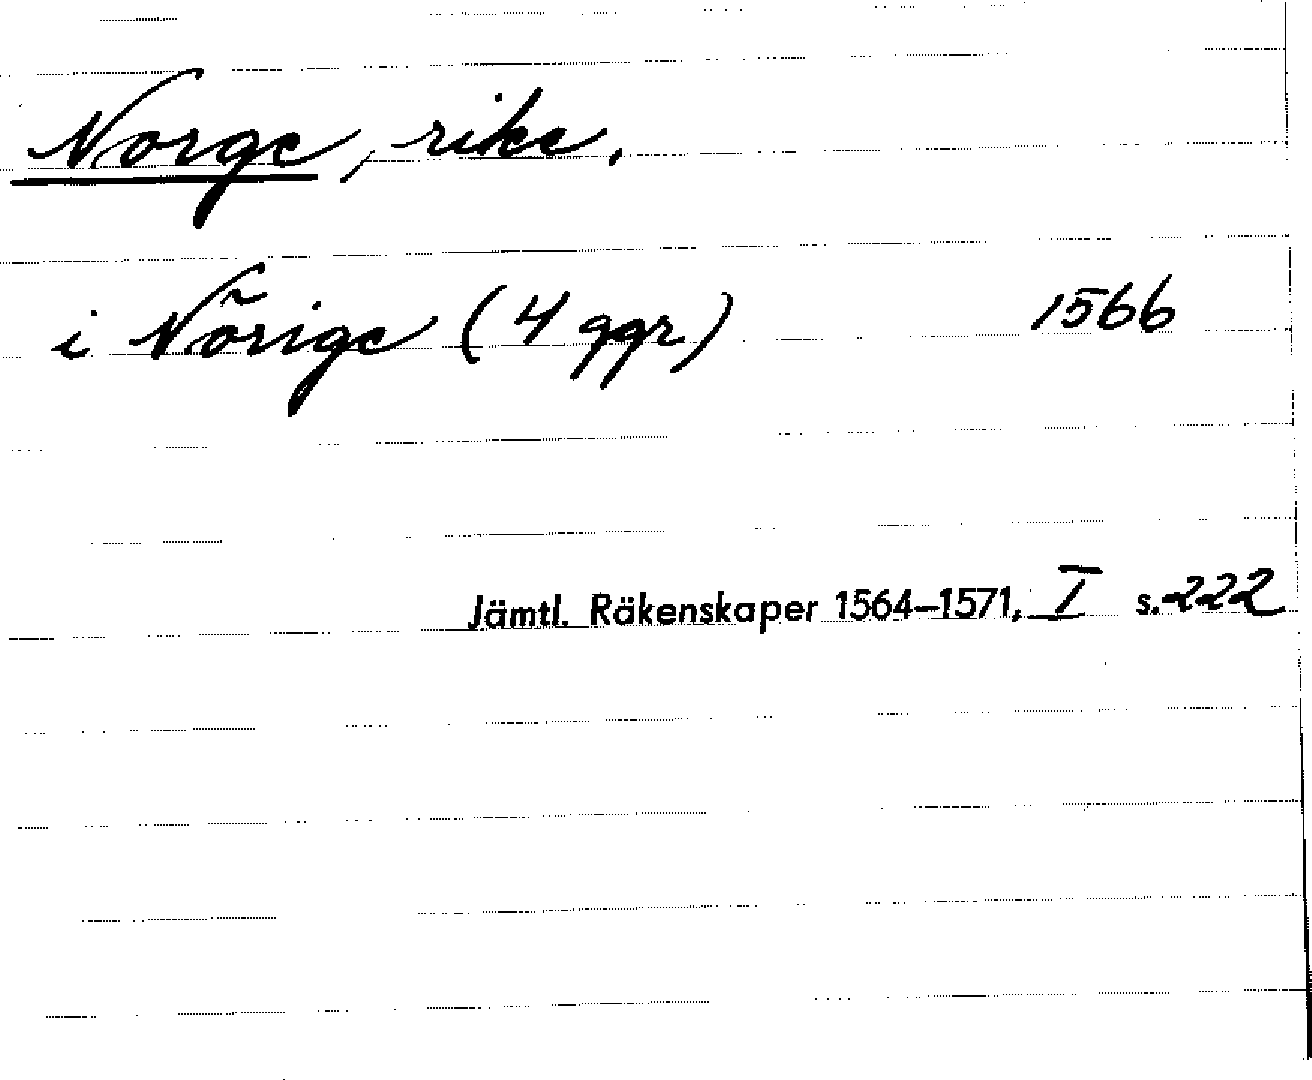 Norge, rike.
i Nõrige (4 ggr) 1566
Jämtl. Räkenskaper 1564–1571, I s. 222